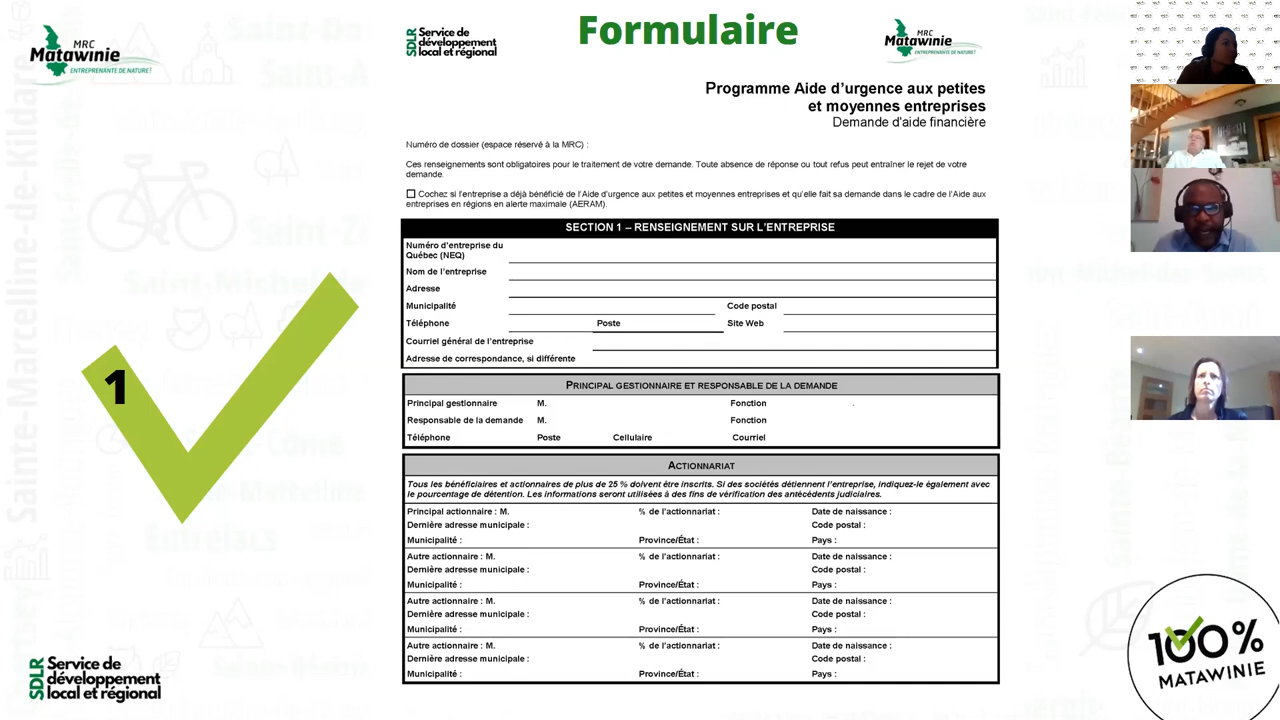 MRC
Matawinie
ENTREPRENANTE DE NATURE!
SDLR Service de
développement
local et régional
Formulaire
MRC
Matawinie
ENTREPRENANTE DE NATURE!
Programme Aide d'urgence aux petites
et moyennes entreprises
Demande d'aide financière
Numéro de dossier (espace réservé à la MRC) :
Ces renseignements sont obligatoires pour le traitement de votre demande. Toute absence de réponse ou tout refus peut entraîner le rejet de votre
demande.
☐ Cochez si l'entreprise a déjà bénéficié de l'Aide d'urgence aux petites et moyennes entreprises et qu'elle fait sa demande dans le cadre de l'Aide aux
entreprises en régions en alerte maximale (AERAM).
SECTION 1 – RENSEIGNEMENT SUR L'ENTREPRISE
Numéro d'entreprise du
Québec (NEQ)
Nom de l'entreprise
Adresse
Municipalité Code postal
Téléphone Poste Site Web
Courriel général de l'entreprise
Adresse de correspondance, si différente
PRINCIPAL GESTIONNAIRE ET RESPONSABLE DE LA DEMANDE
Principal gestionnaire M. Fonction
Responsable de la demande M. Fonction
Téléphone Poste Cellulaire Courriel
ACTIONNARIAT
Tous les bénéficiaires et actionnaires de plus de 25 % doivent être inscrits. Si des sociétés détiennent l'entreprise, indiquez-le également avec
le pourcentage de détention. Les informations seront utilisées à des fins de vérification des antécédents judiciaires.
Principal actionnaire : M. % de l'actionnariat : Date de naissance :
Dernière adresse municipale : Code postal :
Municipalité : Province/État : Pays :
Autre actionnaire : M. % de l'actionnariat : Date de naissance :
Dernière adresse municipale : Code postal :
Municipalité : Province/État : Pays :
Autre actionnaire : M. % de l'actionnariat : Date de naissance :
Dernière adresse municipale : Code postal :
Municipalité : Province/État : Pays :
Autre actionnaire : M. % de l'actionnariat : Date de naissance :
Dernière adresse municipale : Code postal :
Municipalité : Province/État : Pays :
1
Sainte-Marcelline de Kildare
Entrelacs
SDLR Service de
développement
local et régional
100%
MATAWINIE